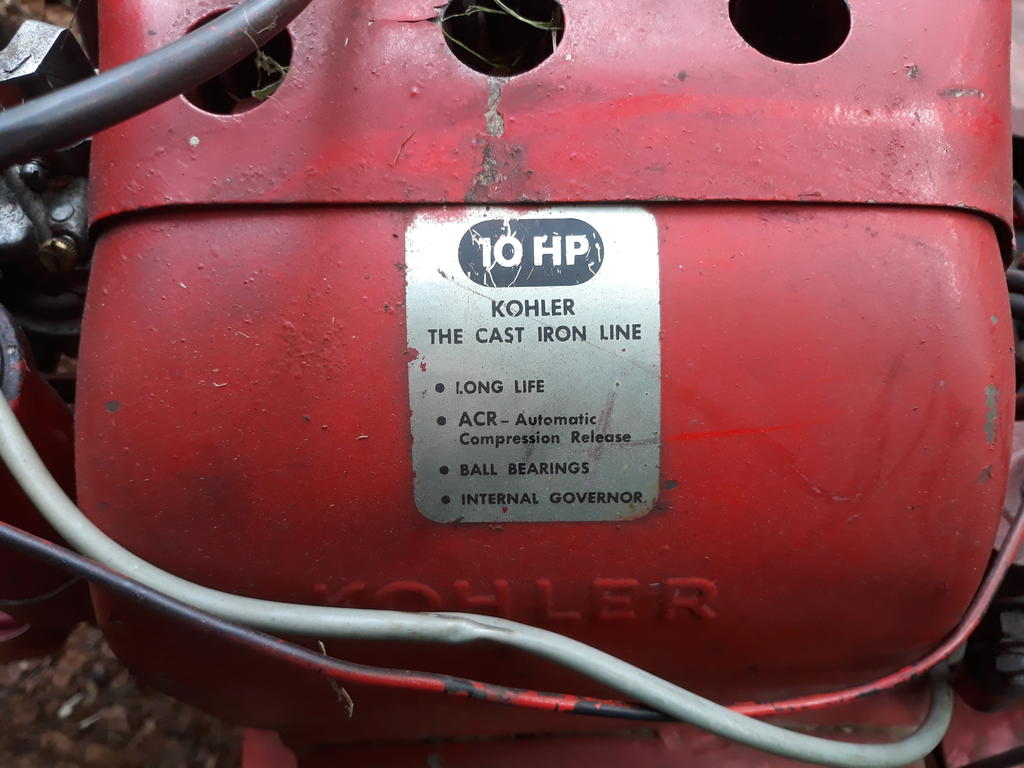 10 HP
KOHLER
THE CAST IRON LINE
• LONG LIFE
• ACR – Automatic
Compression Release
• BALL BEARINGS
• INTERNAL GOVERNOR
KOHLER